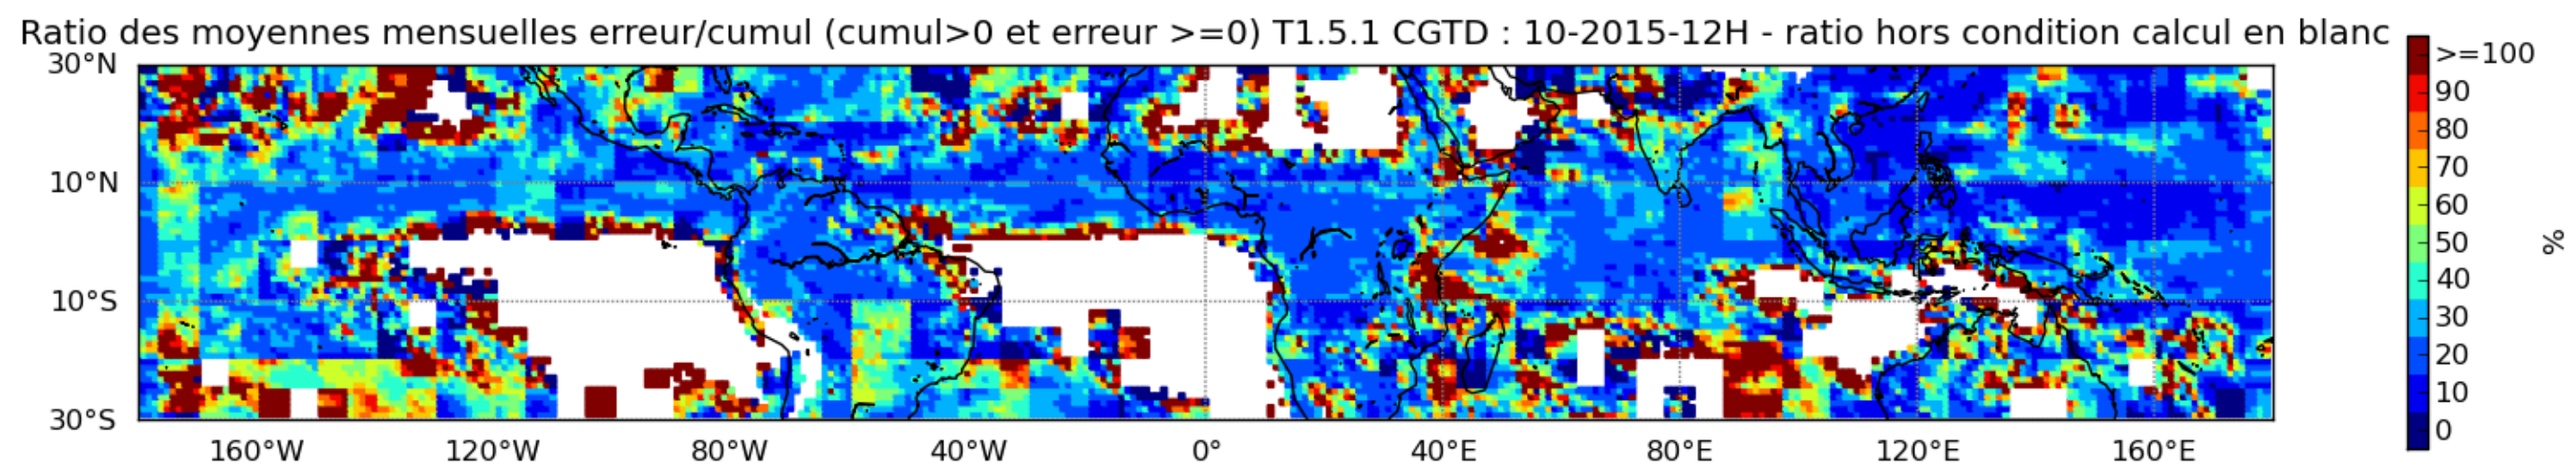 Ratio des moyennes mensuelles erreur/cumul (cumul>0 et erreur >=0) T1.5.1 CGTD : 10-2015-12H - ratio hors condition calcul en blanc
30°N
10°N
10°S
30°S
160°W 120°W 80°W 40°W 0° 40°E 80°E 120°E 160°E
>=100
90
80
70
60
50
40
30
20
10
0
%